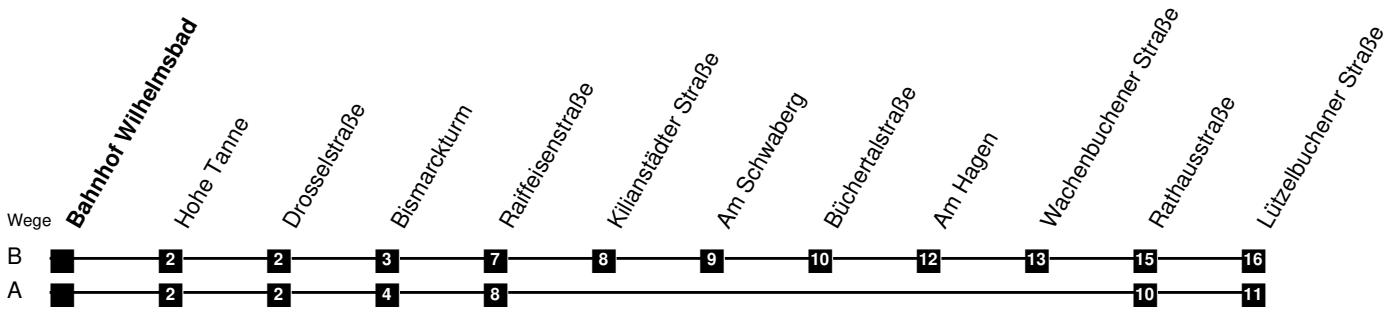 Bahnhof Wilhelmsbad
Hohe Tanne
Drosselstraße
Bismarckturm
Raiffeisenstraße
Kilianstädter Straße
Am Schwaberg
Büchertalstraße
Am Hagen
Wachenbuchener Straße
Rathausstraße
Lützelbuchener Straße
Wege
B 2 2 3 7 8 9 10 12 13 15 16
A 2 2 4 8 10 11